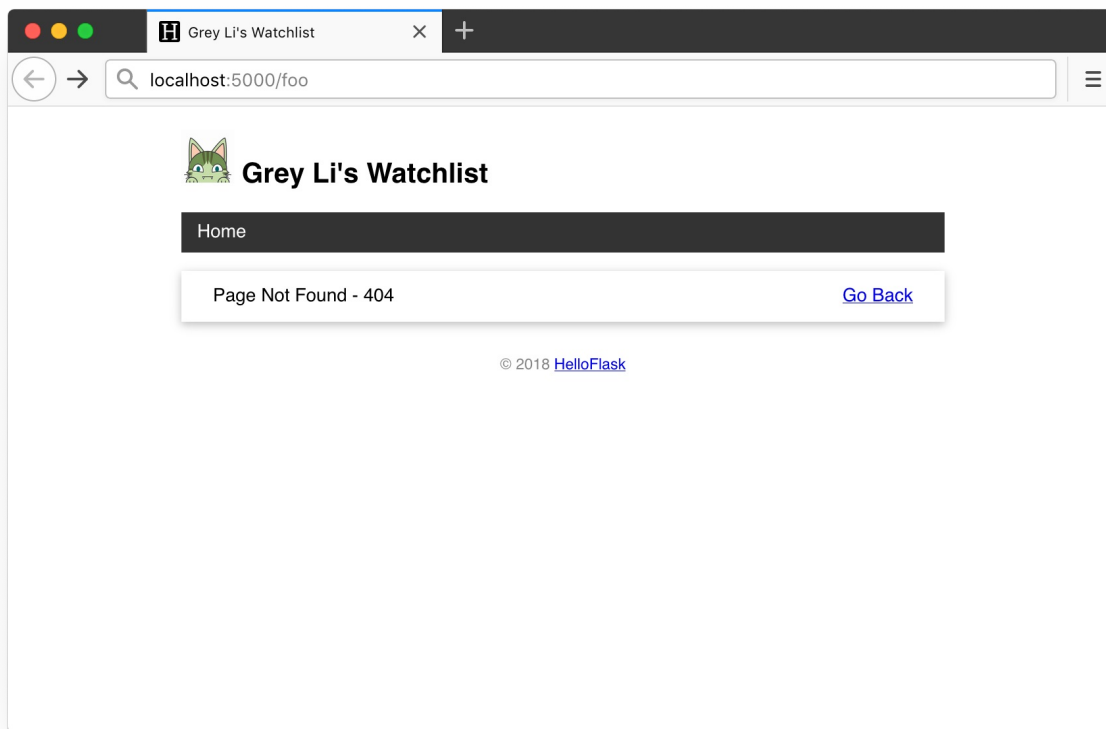 Grey Li's Watchlist
localhost:5000/foo
Grey Li's Watchlist
Home
Page Not Found - 404 Go Back
© 2018 HelloFlask